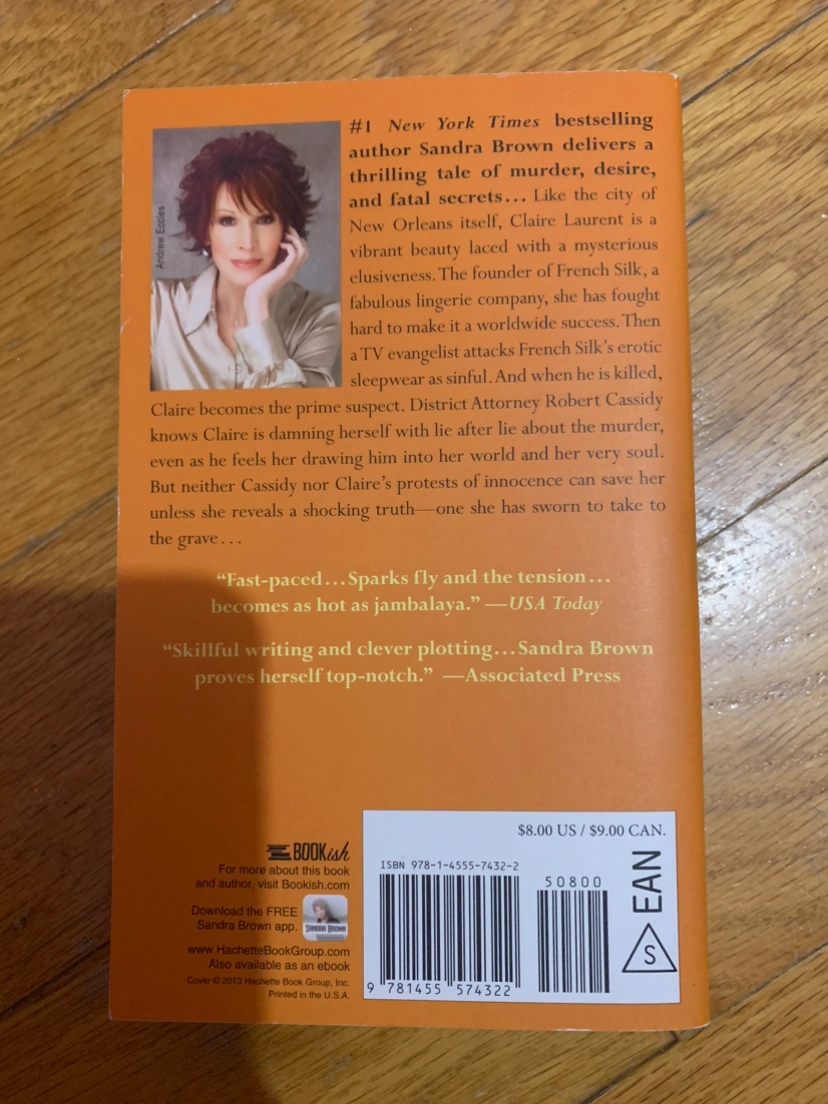 Andrew Eccles
#1 New York Times bestselling
author Sandra Brown delivers a
thrilling tale of murder, desire,
and fatal secrets... Like the city of
New Orleans itself, Claire Laurent is a
vibrant beauty laced with a mysterious
elusiveness. The founder of French Silk, a
fabulous lingerie company, she has fought
hard to make it a worldwide success. Then
a TV evangelist attacks French Silk's erotic
sleepwear as sinful. And when he is killed,
Claire becomes the prime suspect. District Attorney Robert Cassidy
knows Claire is damning herself with lie after lie about the murder,
even as he feels her drawing him into her world and her very soul.
But neither Cassidy nor Claire's protests of innocence can save her
unless she reveals a shocking truth—one she has sworn to take to
the grave...
"Fast-paced...Sparks fly and the tension...
becomes as hot as jambalaya." —USA Today
"Skillful writing and clever plotting...Sandra Brown
proves herself top-notch." —Associated Press
BOOKish
For more about this book
and author, visit Bookish.com
Download the FREE
Sandra Brown app.
SANDRA BROWN
www.HachetteBookGroup.com
Also available as an ebook
Cover © 2013 Hachette Book Group, Inc.
Printed in the U.S.A.
$8.00 US / $9.00 CAN.
ISBN 978-1-4555-7432-2
50800
9 781455 574322
EAN
S